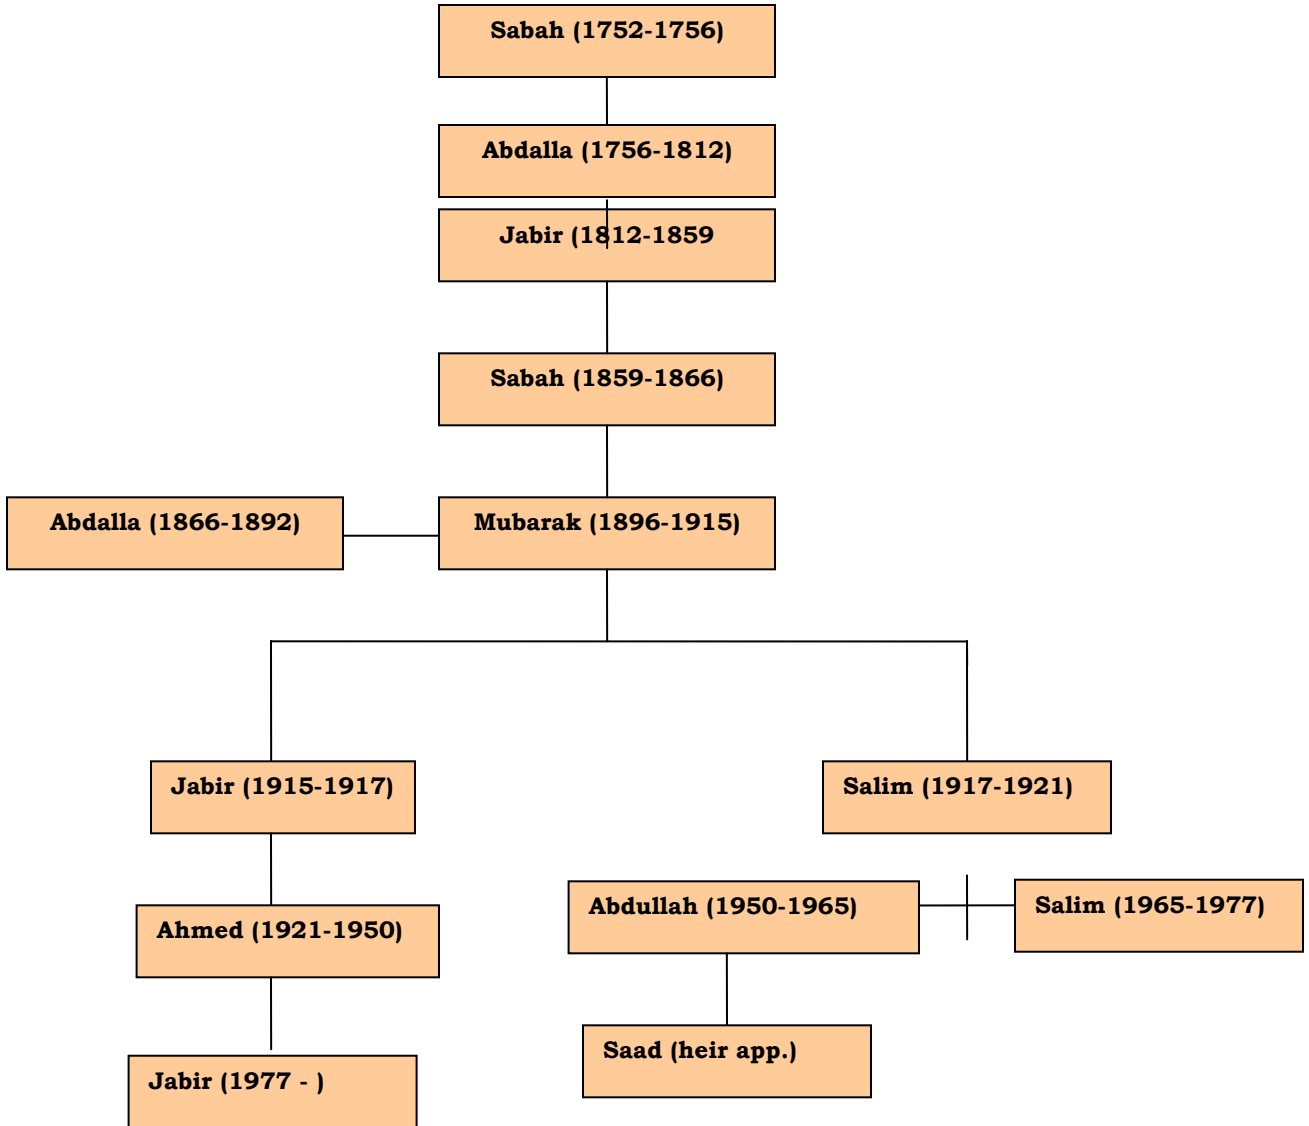 Sabah (1752-1756)
Abdalla (1756-1812)
Jabir (1812-1859
Sabah (1859-1866)
Abdalla (1866-1892)
Mubarak (1896-1915)
Jabir (1915-1917)
Salim (1917-1921)
Abdullah (1950-1965)
Salim (1965-1977)
Ahmed (1921-1950)
Saad (heir app.)
Jabir (1977 - )